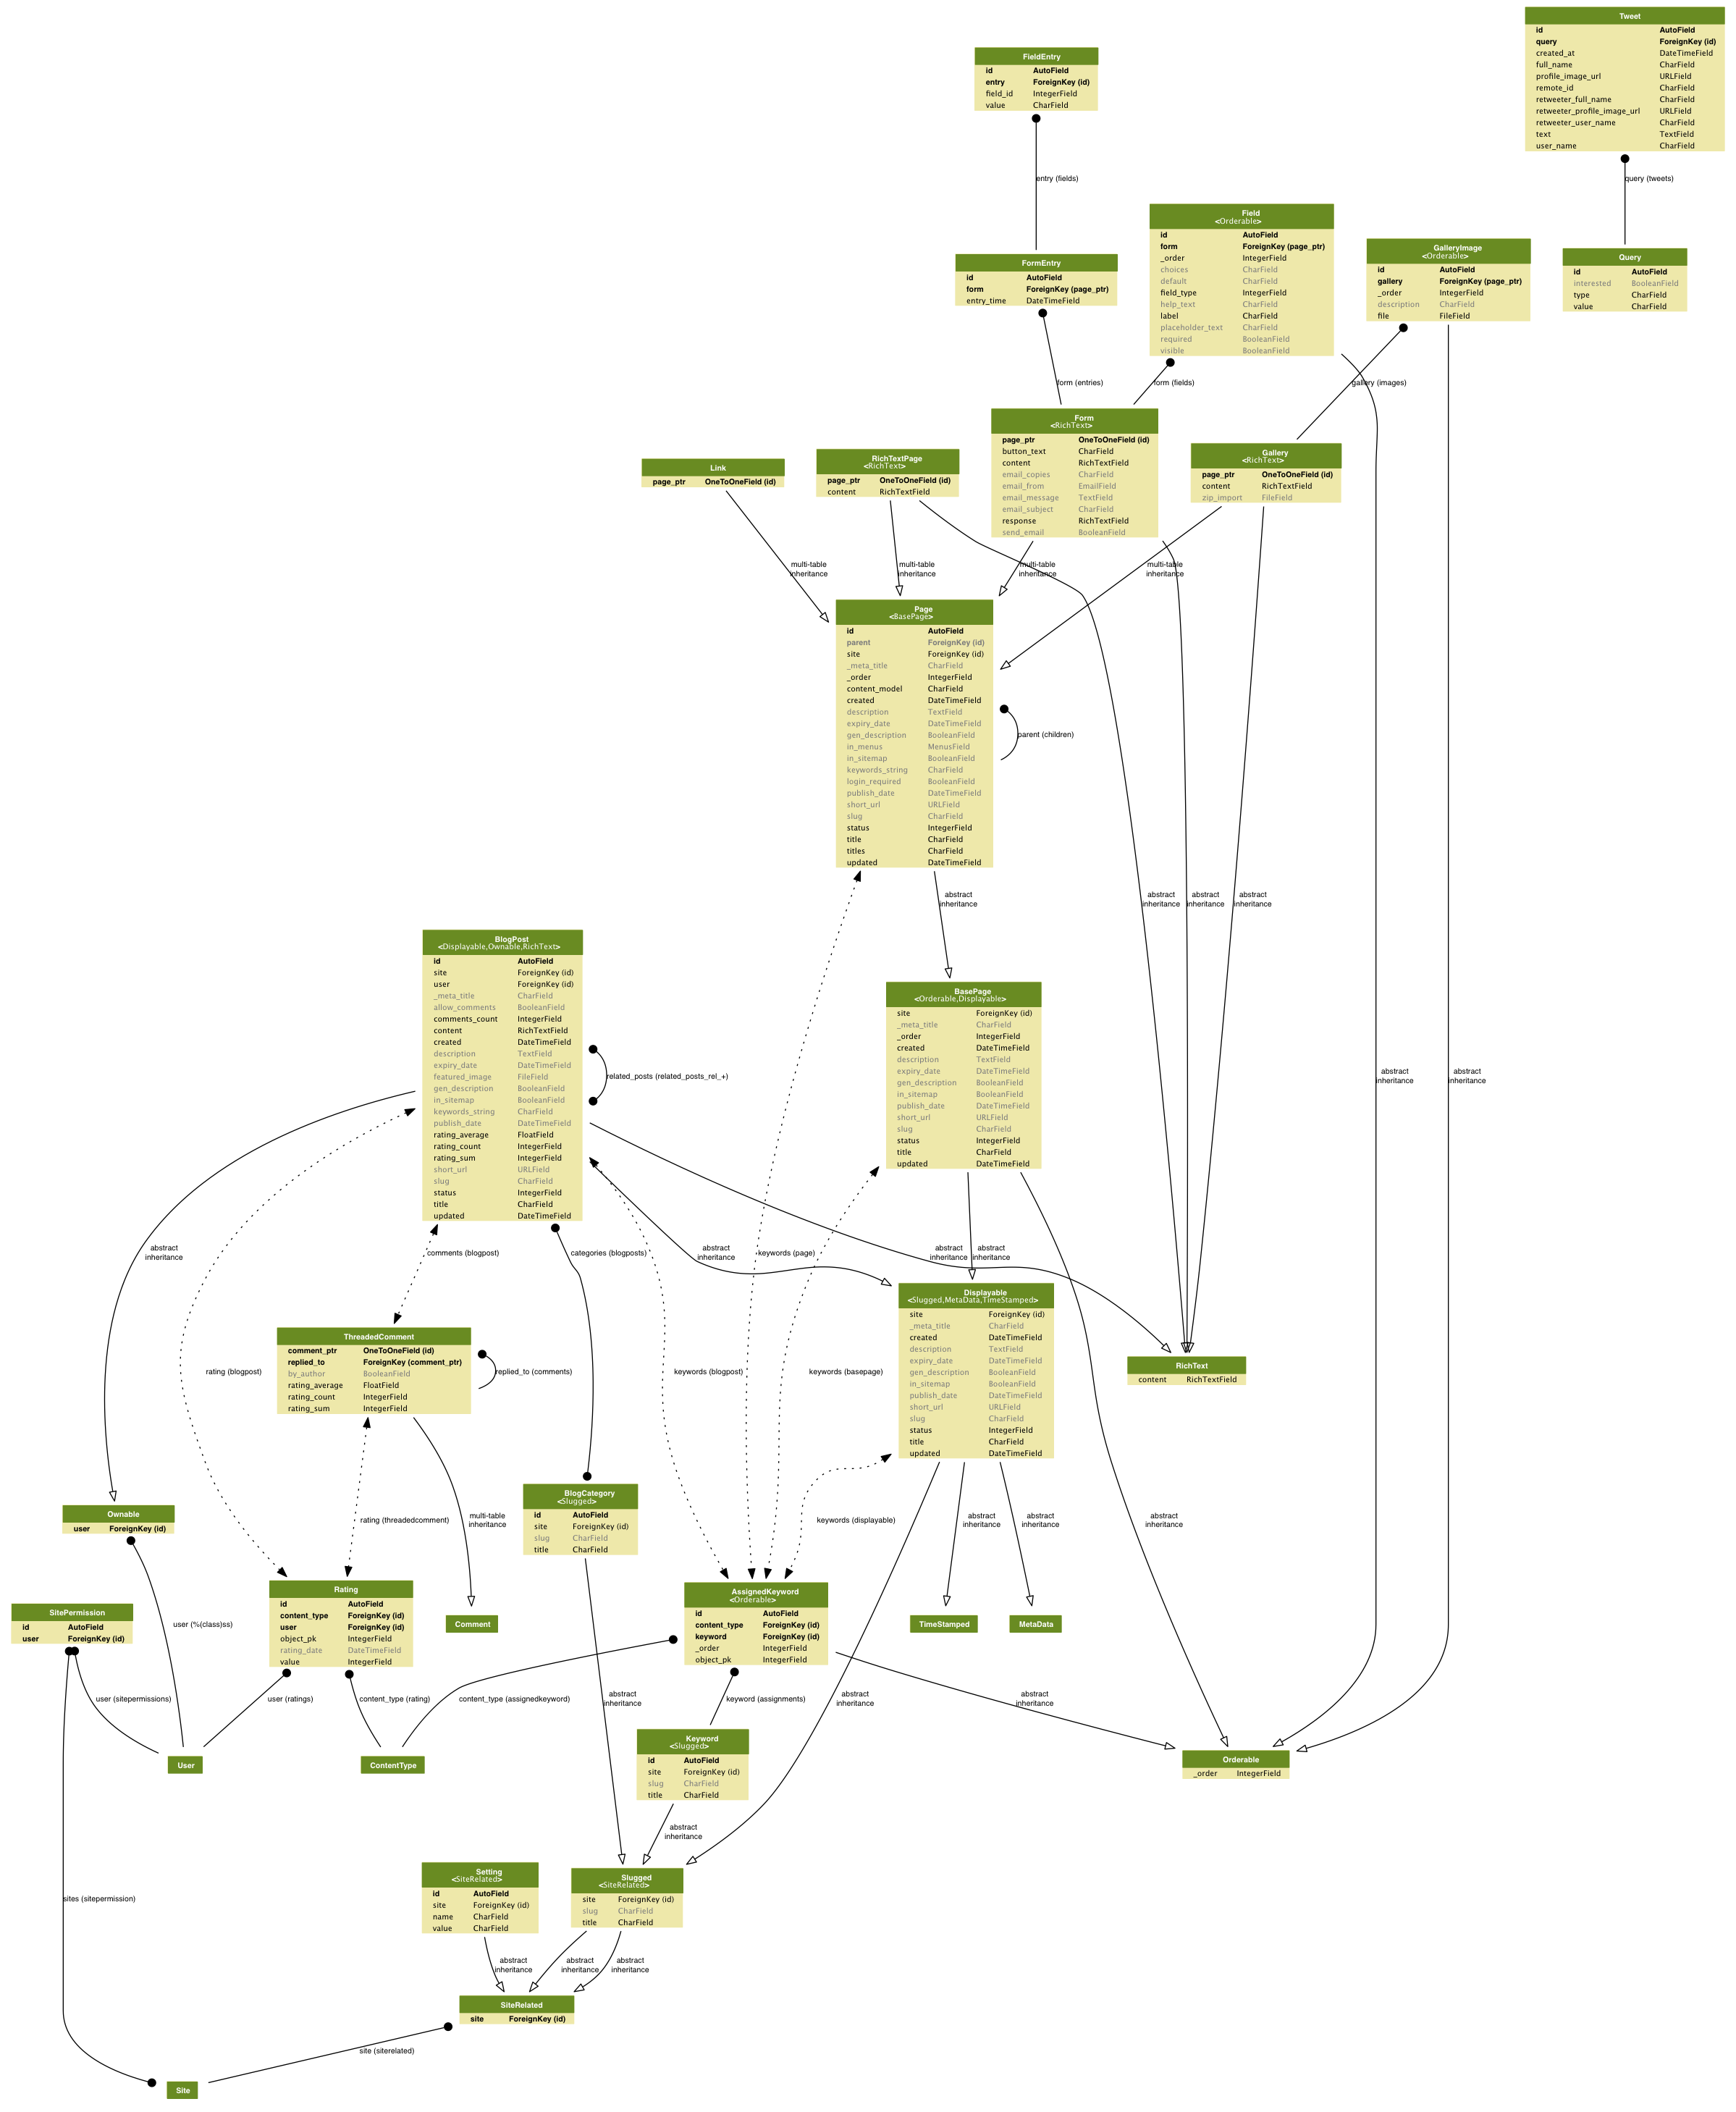 Tweet
id AutoField
query ForeignKey (id)
created_at DateTimeField
full_name CharField
profile_image_url URLField
remote_id CharField
retweeter_full_name CharField
retweeter_profile_image_url URLField
retweeter_user_name CharField
text TextField
user_name CharField
FieldEntry
id AutoField
entry ForeignKey (id)
field_id IntegerField
value CharField
entry (fields)
query (tweets)
Field
<Orderable>
id AutoField
form ForeignKey (page_ptr)
_order IntegerField
choices CharField
default CharField
field_type IntegerField
help_text CharField
label CharField
placeholder_text CharField
required BooleanField
visible BooleanField
GalleryImage
<Orderable>
id AutoField
gallery ForeignKey (page_ptr)
_order IntegerField
description CharField
file FileField
Query
id AutoField
interested BooleanField
type CharField
value CharField
FormEntry
id AutoField
form ForeignKey (page_ptr)
entry_time DateTimeField
form (entries)
form (fields)
gallery (images)
Form
<RichText>
page_ptr OneToOneField (id)
button_text CharField
content RichTextField
email_copies CharField
email_from EmailField
email_message TextField
email_subject CharField
response RichTextField
send_email BooleanField
Gallery
<RichText>
page_ptr OneToOneField (id)
content RichTextField
zip_import FileField
RichTextPage
<RichText>
page_ptr OneToOneField (id)
content RichTextField
Link
page_ptr OneToOneField (id)
multi-table
inheritance
multi-table
inheritance
multi-table
inheritance
multi-table
inheritance
Page
<BasePage>
id AutoField
parent ForeignKey (id)
site ForeignKey (id)
_meta_title CharField
_order IntegerField
content_model CharField
created DateTimeField
description TextField
expiry_date DateTimeField
gen_description BooleanField
in_menus MenusField
in_sitemap BooleanField
keywords_string CharField
login_required BooleanField
publish_date DateTimeField
short_url URLField
slug CharField
status IntegerField
title CharField
titles CharField
updated DateTimeField
parent (children)
abstract
inheritance
abstract
inheritance
abstract
inheritance
abstract
inheritance
BlogPost
<Displayable,Ownable,RichText>
id AutoField
site ForeignKey (id)
user ForeignKey (id)
_meta_title CharField
allow_comments BooleanField
comments_count IntegerField
content RichTextField
created DateTimeField
description TextField
expiry_date DateTimeField
featured_image FileField
gen_description BooleanField
in_sitemap BooleanField
keywords_string CharField
publish_date DateTimeField
rating_average FloatField
rating_count IntegerField
rating_sum IntegerField
short_url URLField
slug CharField
status IntegerField
title CharField
updated DateTimeField
related_posts (related_posts_rel_+)
BasePage
<Orderable,Displayable>
site ForeignKey (id)
_meta_title CharField
_order IntegerField
created DateTimeField
description TextField
expiry_date DateTimeField
gen_description BooleanField
in_sitemap BooleanField
publish_date DateTimeField
short_url URLField
slug CharField
status IntegerField
title CharField
updated DateTimeField
abstract
inheritance
abstract
inheritance
abstract
inheritance
comments (blogpost)
categories (blogposts)
abstract
inheritance
keywords (page)
abstract
inheritance
abstract
inheritance
Displayable
<Slugged,MetaData,TimeStamped>
site ForeignKey (id)
_meta_title CharField
created DateTimeField
description TextField
expiry_date DateTimeField
gen_description BooleanField
in_sitemap BooleanField
publish_date DateTimeField
short_url URLField
slug CharField
status IntegerField
title CharField
updated DateTimeField
ThreadedComment
comment_ptr OneToOneField (id)
replied_to ForeignKey (comment_ptr)
by_author BooleanField
rating_average FloatField
rating_count IntegerField
rating_sum IntegerField
RichText
content RichTextField
rating (blogpost)
replied_to (comments)
keywords (blogpost)
keywords (basepage)
BlogCategory
<Slugged>
id AutoField
site ForeignKey (id)
slug CharField
title CharField
Ownable
user ForeignKey (id)
rating (threadedcomment)
multi-table
inheritance
keywords (displayable)
abstract
inheritance
abstract
inheritance
abstract
inheritance
Rating
id AutoField
content_type ForeignKey (id)
user ForeignKey (id)
object_pk IntegerField
rating_date DateTimeField
value IntegerField
AssignedKeyword
<Orderable>
id AutoField
content_type ForeignKey (id)
keyword ForeignKey (id)
_order IntegerField
object_pk IntegerField
SitePermission
id AutoField
user ForeignKey (id)
Comment
TimeStamped
MetaData
user (%(class)ss)
user (sitepermissions)
user (ratings)
content_type (rating)
content_type (assignedkeyword)
abstract
inheritance
keyword (assignments)
abstract
inheritance
abstract
inheritance
Keyword
<Slugged>
id AutoField
site ForeignKey (id)
slug CharField
title CharField
User
ContentType
Orderable
_order IntegerField
abstract
inheritance
Setting
<SiteRelated>
id AutoField
site ForeignKey (id)
name CharField
value CharField
Slugged
<SiteRelated>
site ForeignKey (id)
slug CharField
title CharField
sites (sitepermission)
abstract
inheritance
abstract
inheritance
abstract
inheritance
SiteRelated
site ForeignKey (id)
site (siterelated)
Site